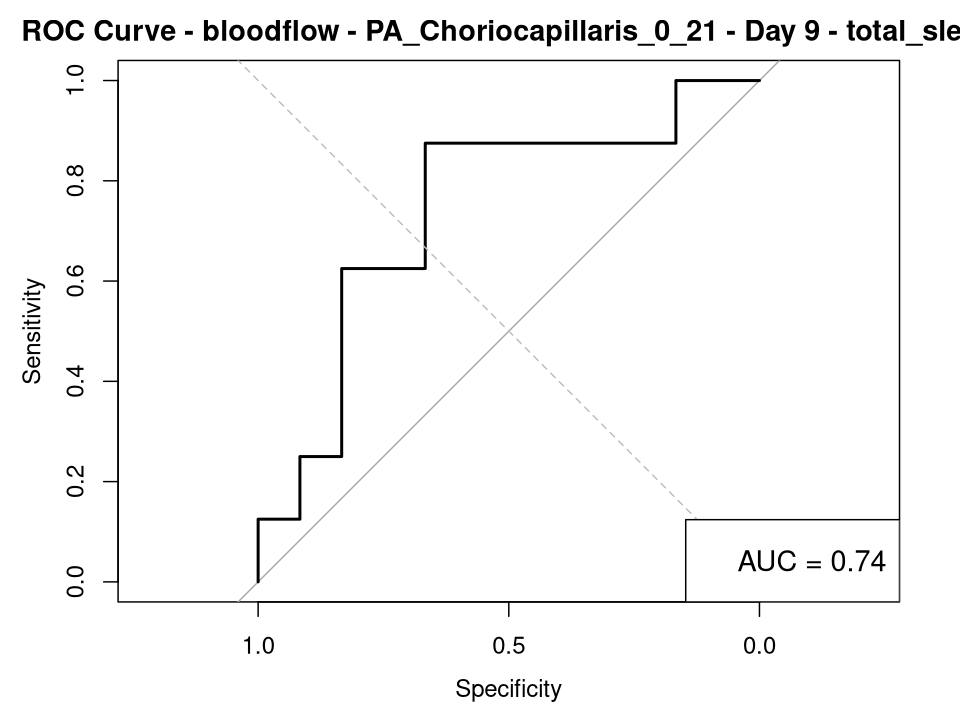 ROC Curve - bloodflow - PA_Choriocapillaris_0_21 - Day 9 - total_sle
1.0
0.8
0.6
0.4
0.2
0.0
Sensitivity
AUC = 0.74
1.0 0.5 0.0
Specificity